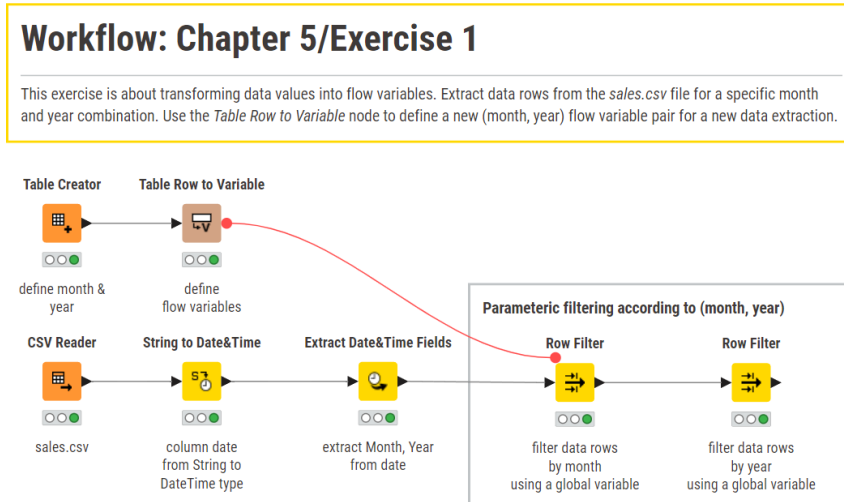 Workflow: Chapter 5/Exercise 1
This exercise is about transforming data values into flow variables. Extract data rows from the sales.csv file for a specific month
and year combination. Use the Table Row to Variable node to define a new (month, year) flow variable pair for a new data extraction.
Table Creator
Table Row to Variable
V
define month &
year
define
flow variables
Parameteric filtering according to (month, year)
CSV Reader
String to Date&Time
Extract Date&Time Fields
Row Filter
Row Filter
S
sales.csv
column date
from String to
DateTime type
extract Month, Year
from date
filter data rows
by month
using a global variable
filter data rows
by year
using a global variable